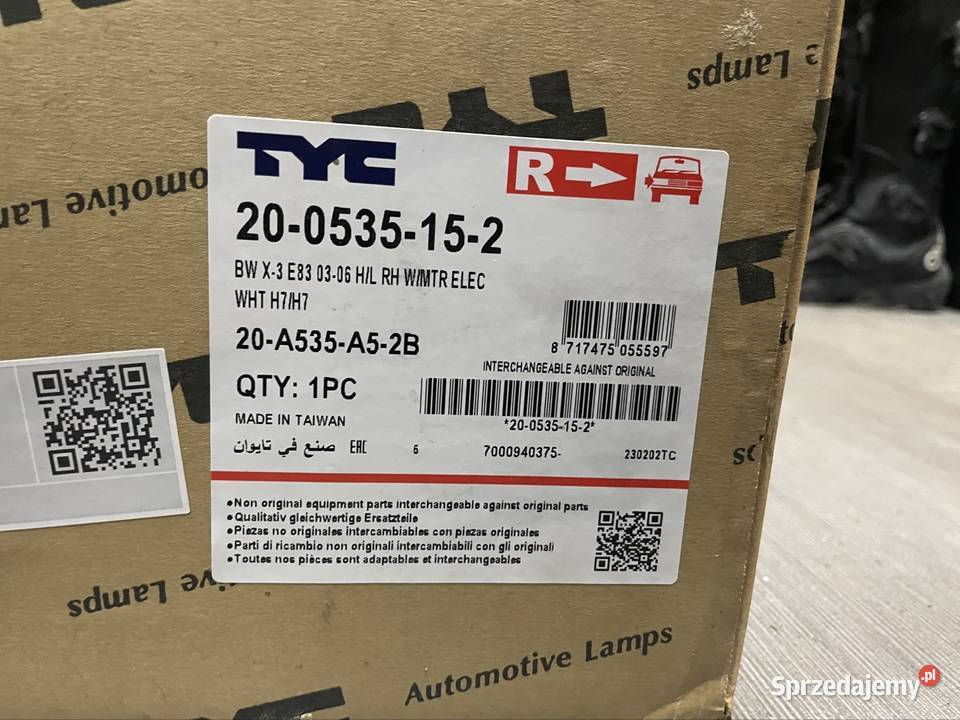 e Lamps
omotive Lamps
TYC
R
20-0535-15-2
BW X-3 E83 03-06 H/L RH W/MTR ELEC
WHT H7/H7
20-A535-A5-2B
8 717475 055597
INTERCHANGEABLE AGAINST ORIGINAL
QTY: 1PC
*20-0535-15-2*
MADE IN TAIWAN
صنع في تايوان EAC 6 7000940375- 230202TC
•Non original equipment parts interchangeable against original parts
•Qualitativ gleichwertige Ersatzteile
•Piezas no originales intercambiables con piezas originales
•Parti di ricambio non originali intercambiabili con gli originali
•Toutes nos pièces sont adaptables et interchangeables
Lamps
Automotive Lamps
TYC
Sprzedajemy.pl